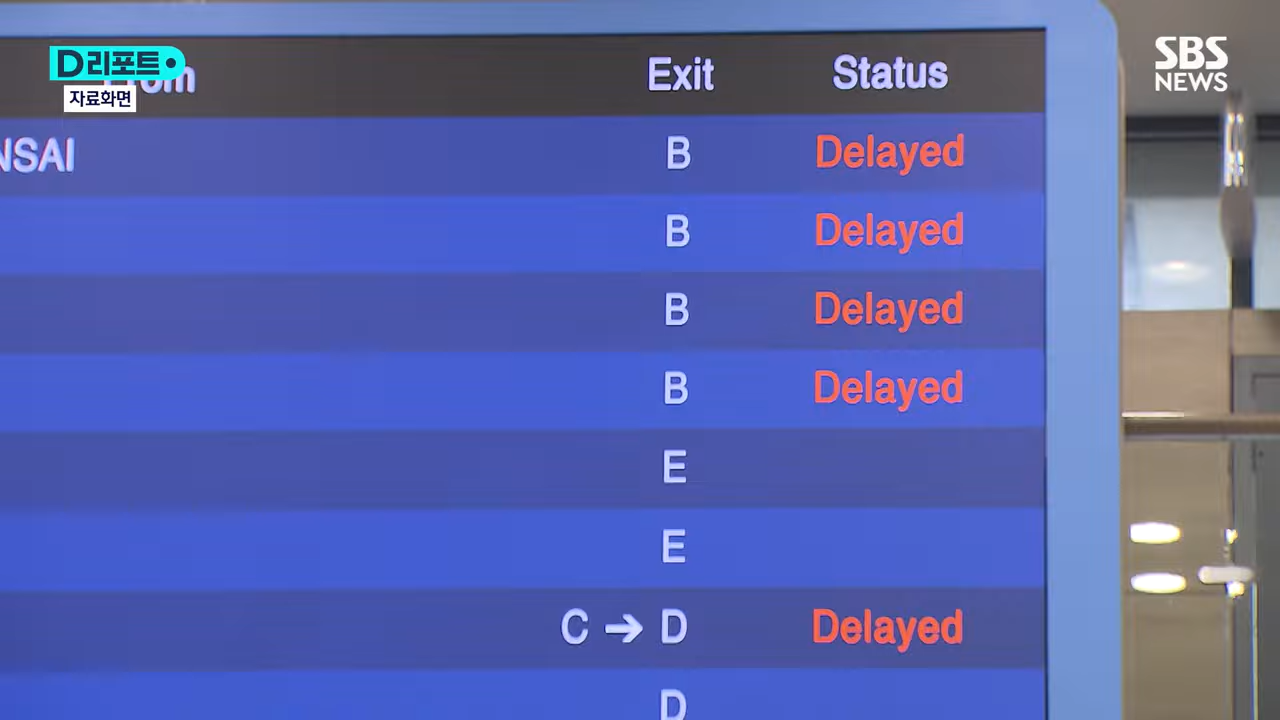 D리포트
SBS
NEWS
자료화면
Exit Status
NSAI B Delayed
B Delayed
B Delayed
B Delayed
E
E
C → D Delayed
D